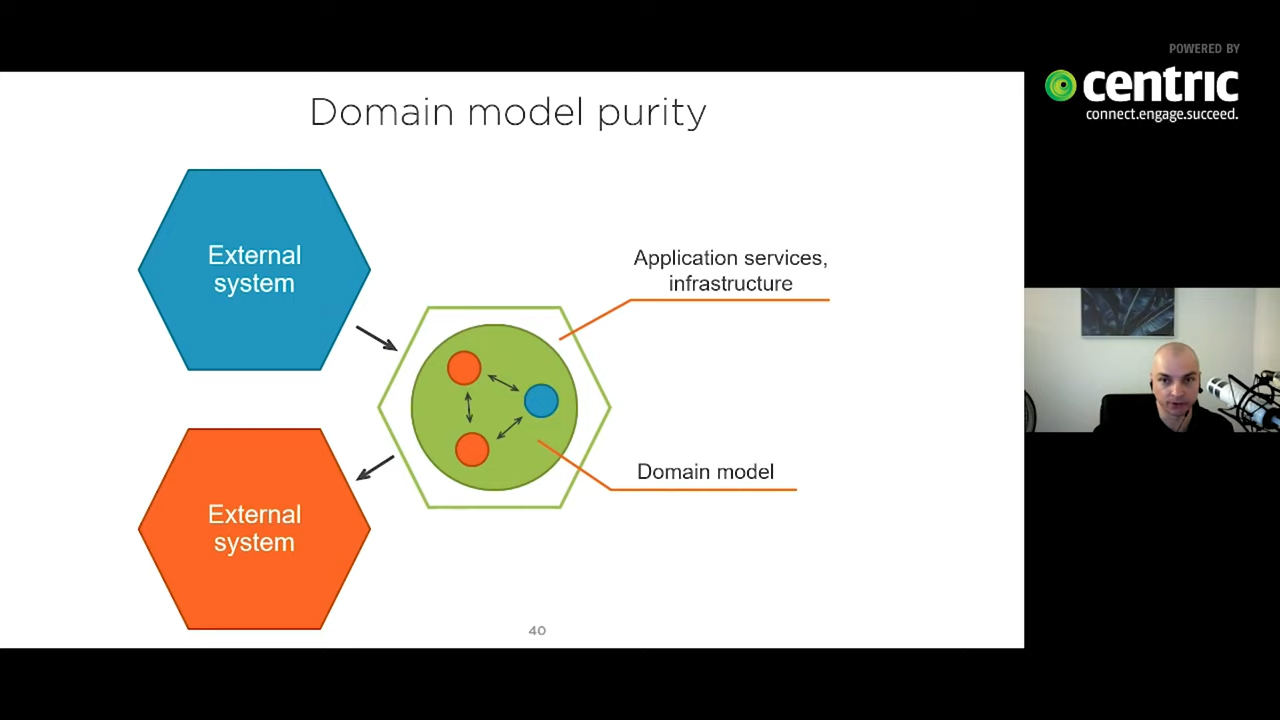 POWERED BY
centric
connect.engage.succeed.
Domain model purity
External
system
Application services,
infrastructure
Domain model
External
system
40